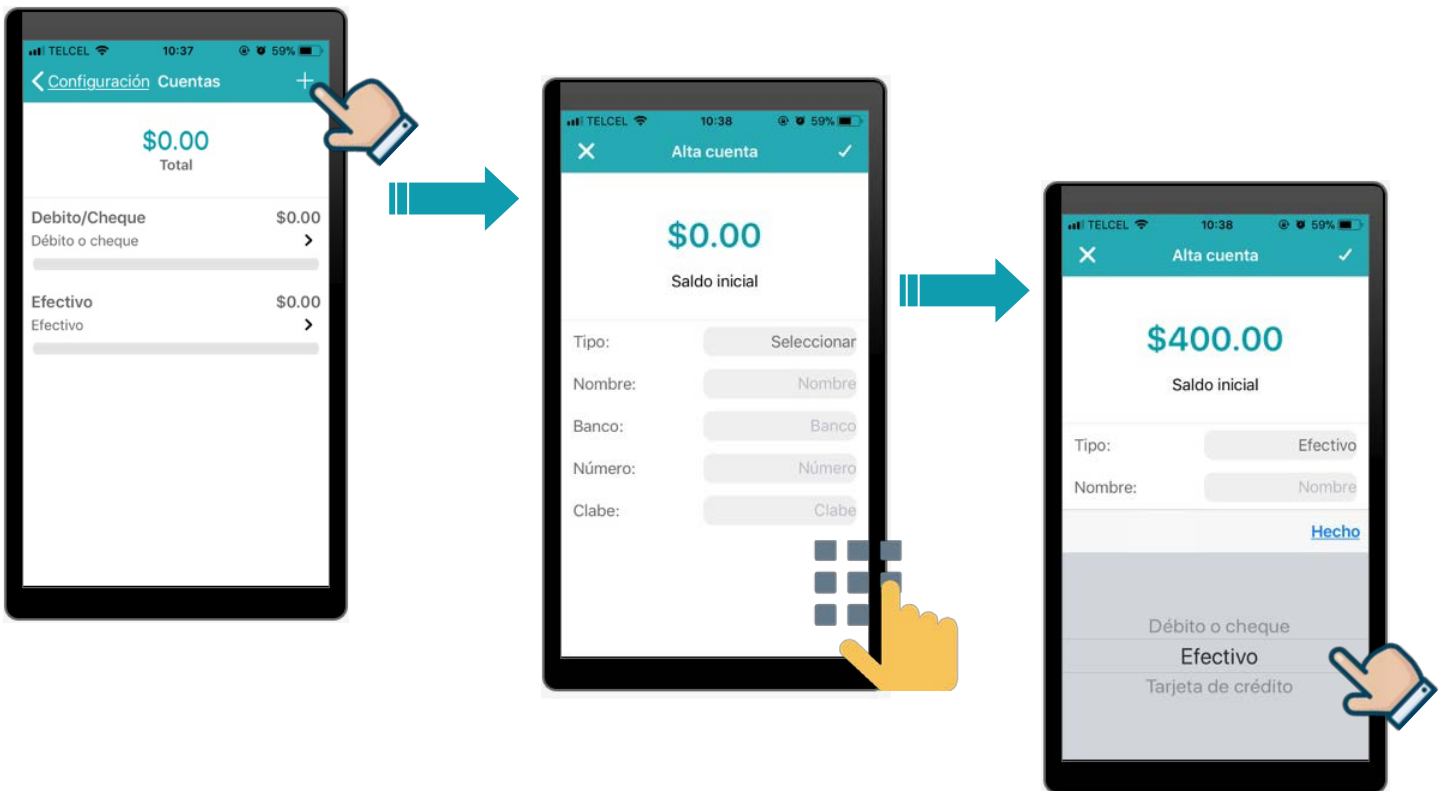 TELCEL 10:37 59%
Configuración Cuentas +
$0.00
Total
Debito/Cheque $0.00
Débito o cheque
Efectivo $0.00
Efectivo
TELCEL 10:38 59%
Alta cuenta
$0.00
Saldo inicial
Tipo: Seleccionar
Nombre: Nombre
Banco: Banco
Número: Número
Clabe: Clabe
TELCEL 10:38 59%
Alta cuenta
$400.00
Saldo inicial
Tipo: Efectivo
Nombre: Nombre
Hecho
Débito o cheque
Efectivo
Tarjeta de crédito